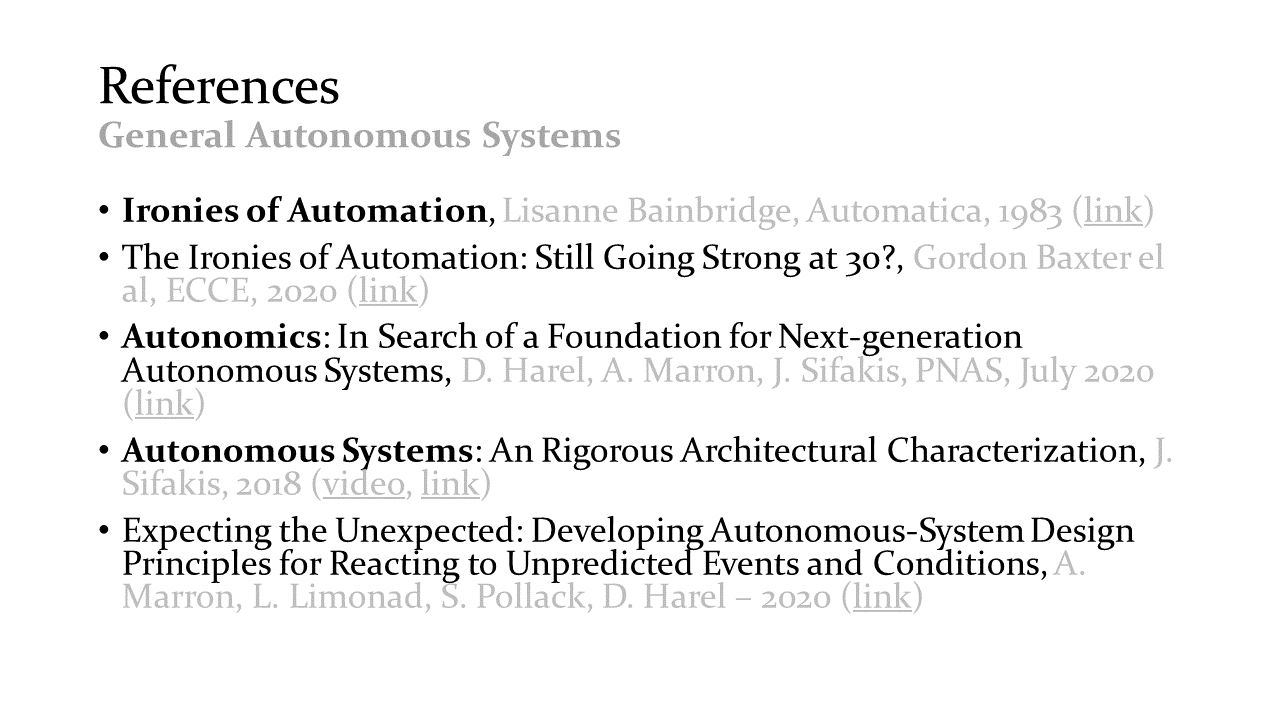 References
General Autonomous Systems
• Ironies of Automation, Lisanne Bainbridge, Automatica, 1983 (link)
• The Ironies of Automation: Still Going Strong at 30?, Gordon Baxter el
al, ECCE, 2020 (link)
• Autonomics: In Search of a Foundation for Next-generation
Autonomous Systems, D. Harel, A. Marron, J. Sifakis, PNAS, July 2020
(link)
• Autonomous Systems: An Rigorous Architectural Characterization, J.
Sifakis, 2018 (video, link)
• Expecting the Unexpected: Developing Autonomous-System Design
Principles for Reacting to Unpredicted Events and Conditions, A.
Marron, L. Limonad, S. Pollack, D. Harel – 2020 (link)